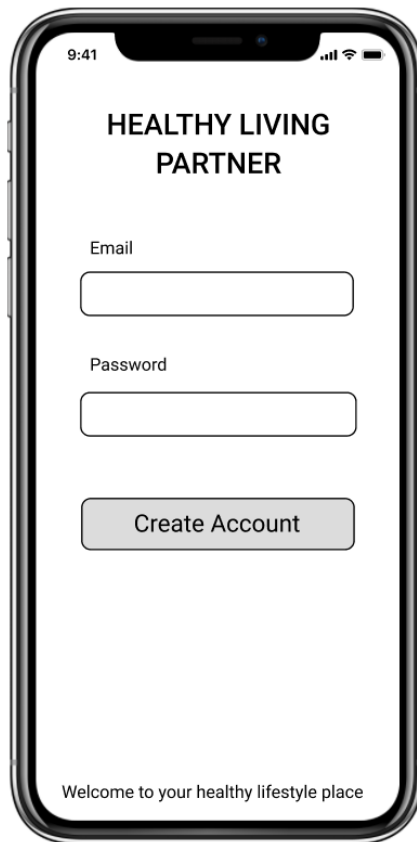 9:41
HEALTHY LIVING
PARTNER
Email
Password
Create Account
Welcome to your healthy lifestyle place